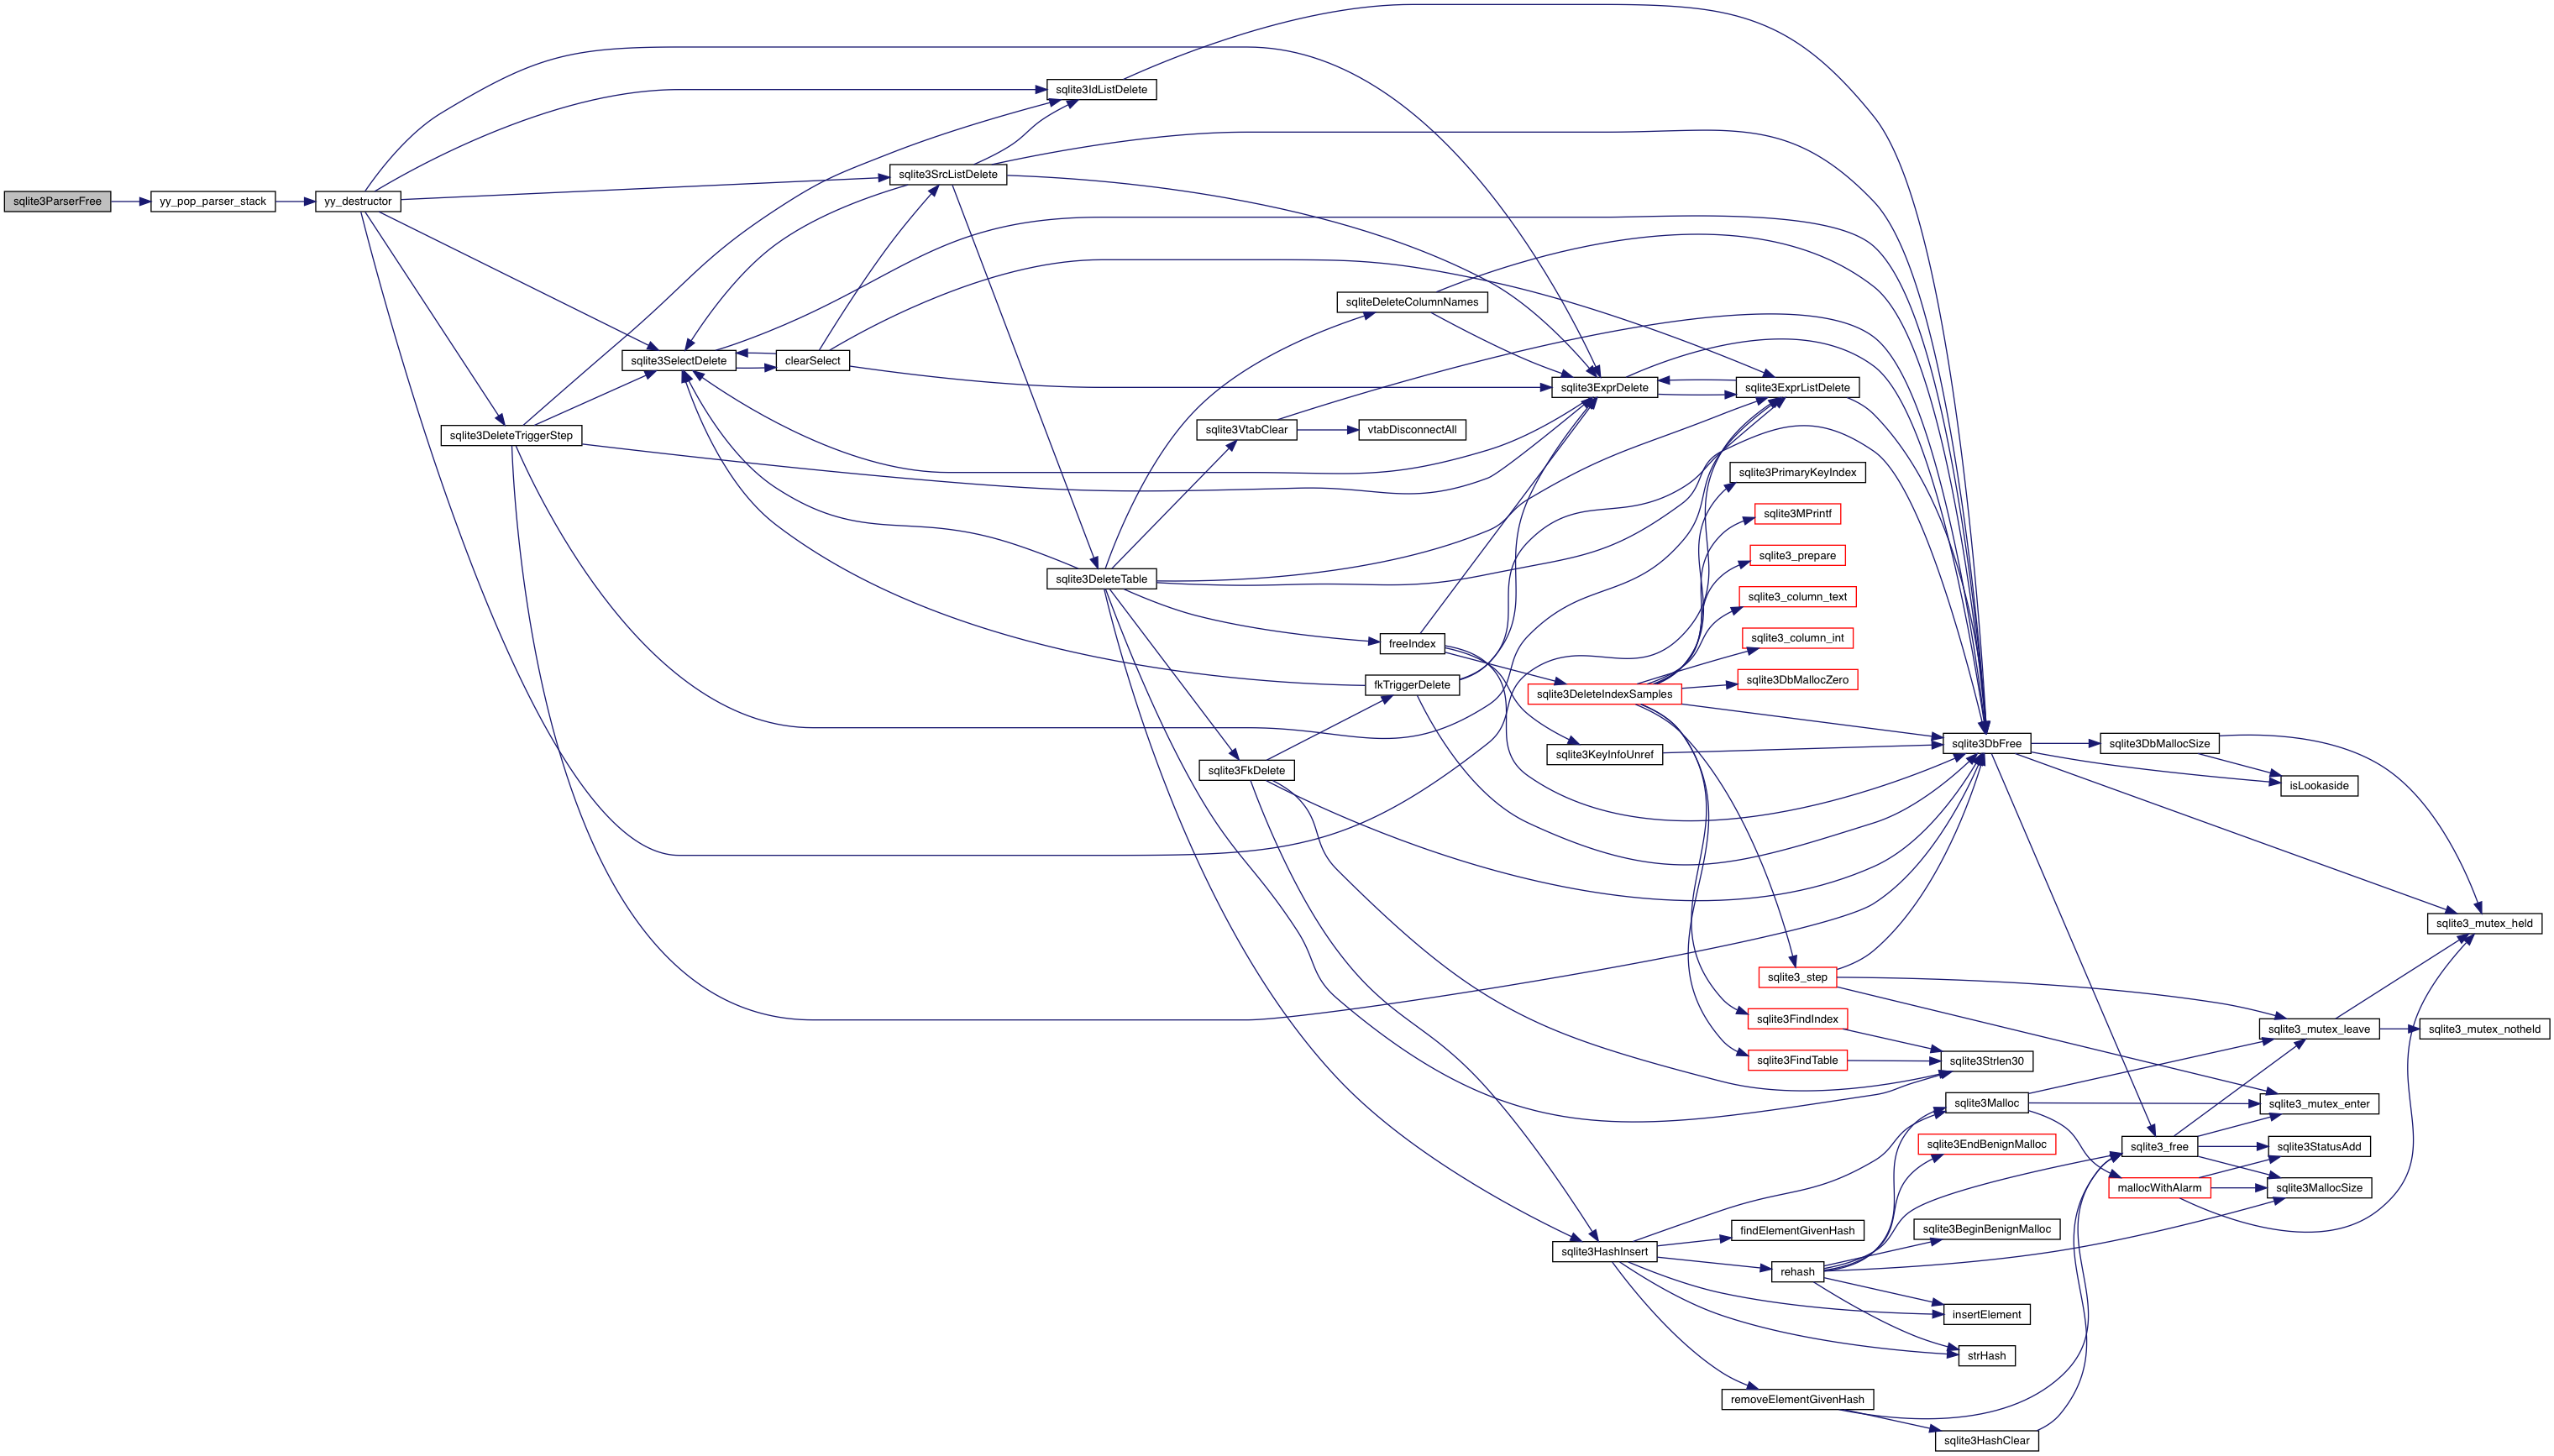 sqlite3ParserFree
yy_pop_parser_stack
yy_destructor
sqlite3IdListDelete
sqlite3SrcListDelete
sqliteDeleteColumnNames
sqlite3SelectDelete
clearSelect
sqlite3ExprDelete
sqlite3ExprListDelete
sqlite3DeleteTriggerStep
sqlite3VtabClear
vtabDisconnectAll
sqlite3PrimaryKeyIndex
sqlite3MPrintf
sqlite3_prepare
sqlite3DeleteTable
sqlite3_column_text
sqlite3_column_int
freeIndex
fkTriggerDelete
sqlite3DeleteIndexSamples
sqlite3DbMallocZero
sqlite3KeyInfoUnref
sqlite3DbFree
sqlite3DbMallocSize
sqlite3FkDelete
isLookaside
sqlite3_mutex_held
sqlite3_step
sqlite3FindIndex
sqlite3_mutex_leave
sqlite3_mutex_notheld
sqlite3FindTable
sqlite3Strlen30
sqlite3Malloc
sqlite3_mutex_enter
sqlite3EndBenignMalloc
sqlite3_free
sqlite3StatusAdd
mallocWithAlarm
sqlite3MallocSize
findElementGivenHash
sqlite3BeginBenignMalloc
sqlite3HashInsert
rehash
insertElement
strHash
removeElementGivenHash
sqlite3HashClear